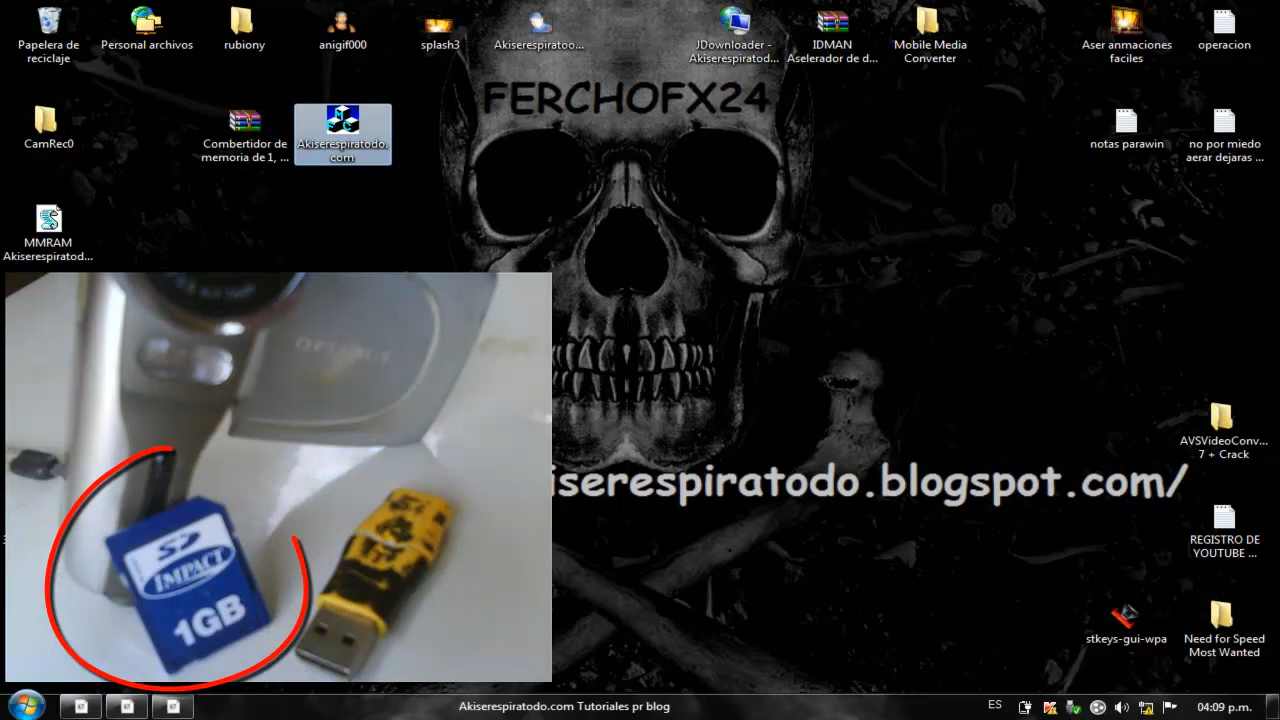 Papelera de
reciclaje
Personal archivos
rubiony
anigif000
splash3
Akiserespiratoo...
JDownloader -
Akiserespiratod...
IDMAN
Aselerador de d...
Mobile Media
Converter
Aser anmaciones
faciles
operacion
FERCHOFX24
CamRec0
Combertidor de
memoria de 1, ...
Akiserespiratodo.
com
notas parawin
no por miedo
aerar dejaras ...
MMRAM
Akiserespiratod...
AVSVideoConv...
7 + Crack
iserespiratodo.blogspot.com/
REGISTRO DE
YOUTUBE ...
SD
IMPACT
1GB
stkeys-gui-wpa
Need for Speed
Most Wanted
Akiserespiratodo.com Tutoriales pr blog
ES
04:09 p.m.